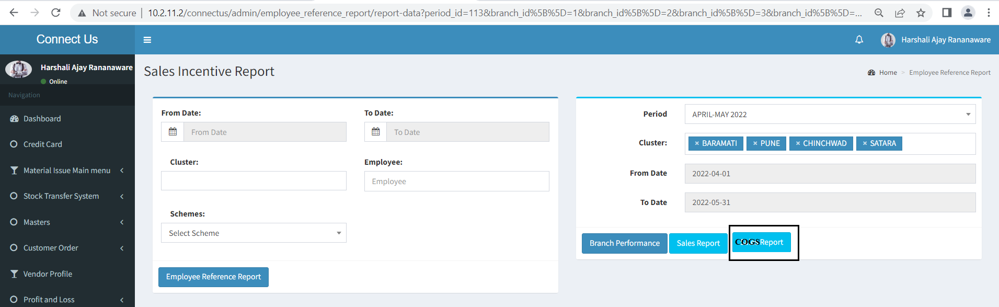 Not secure | 10.2.11.2/connectus/admin/employee_reference_report/report-data?period_id=113&branch_id%5B%5D=1&branch_id%5B%5D=2&branch_id%5B%5D=3&branch_id%5B%5D=...
Connect Us
Harshali Ajay Rananaware
Harshali Ajay Rananaware
Online
Navigation
Dashboard
Credit Card
Material Issue Main menu
Stock Transfer System
Masters
Customer Order
Vendor Profile
Profit and Loss
Sales Incentive Report
Home > Employee Reference Report
From Date:
From Date
To Date:
To Date
Cluster:
Employee:
Employee
Schemes:
Select Scheme
Employee Reference Report
Period
APRIL-MAY 2022
Cluster:
× BARAMATI × PUNE × CHINCHWAD × SATARA
From Date
2022-04-01
To Date
2022-05-31
Branch Performance
Sales Report
COGS Report